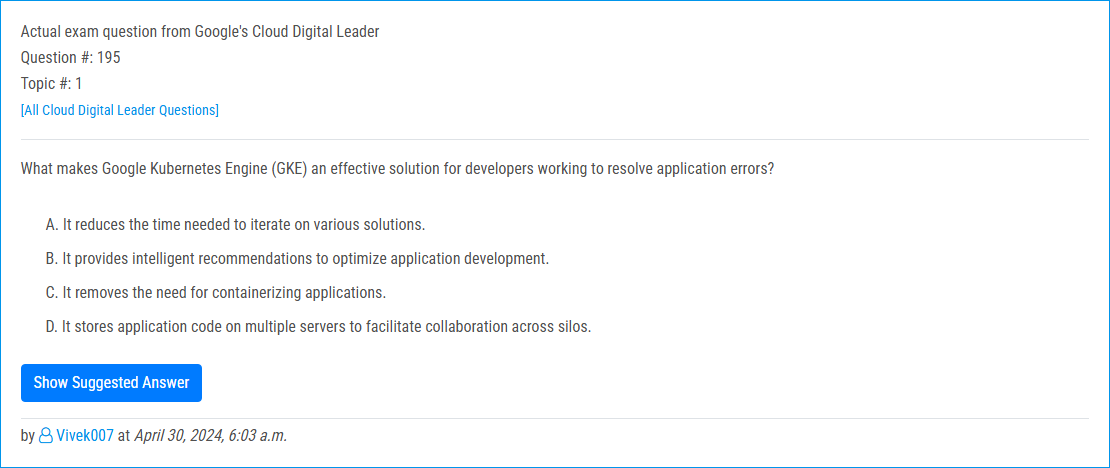 Actual exam question from Google's Cloud Digital Leader
Question #: 195
Topic #: 1
[All Cloud Digital Leader Questions]
What makes Google Kubernetes Engine (GKE) an effective solution for developers working to resolve application errors?
A. It reduces the time needed to iterate on various solutions.
B. It provides intelligent recommendations to optimize application development.
C. It removes the need for containerizing applications.
D. It stores application code on multiple servers to facilitate collaboration across silos.
Show Suggested Answer
by Vivek007 at April 30, 2024, 6:03 a.m.